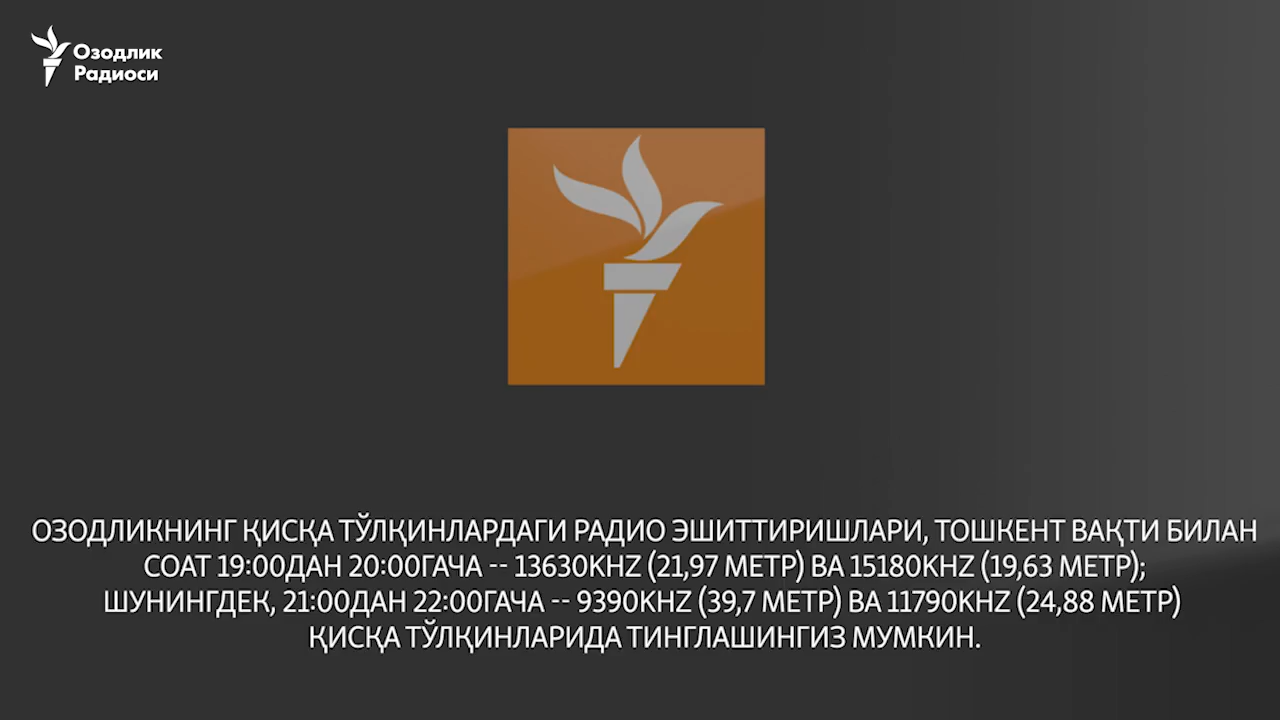 Озодлик
Радиоси
ОЗОДЛИКНИНГ ҚИСҚА ТЎЛҚИНЛАРДАГИ РАДИО ЭШИТТИРИШЛАРИ, ТОШКЕНТ ВАҚТИ БИЛАН
СОАТ 19:00ДАН 20:00ГАЧА -- 13630KHZ (21,97 МЕТР) ВА 15180KHZ (19,63 МЕТР);
ШУНИНГДЕК, 21:00ДАН 22:00ГАЧА -- 9390KHZ (39,7 МЕТР) ВА 11790KHZ (24,88 МЕТР)
ҚИСҚА ТЎЛҚИНЛАРИДА ТИНГЛАШИНГИЗ МУМКИН.